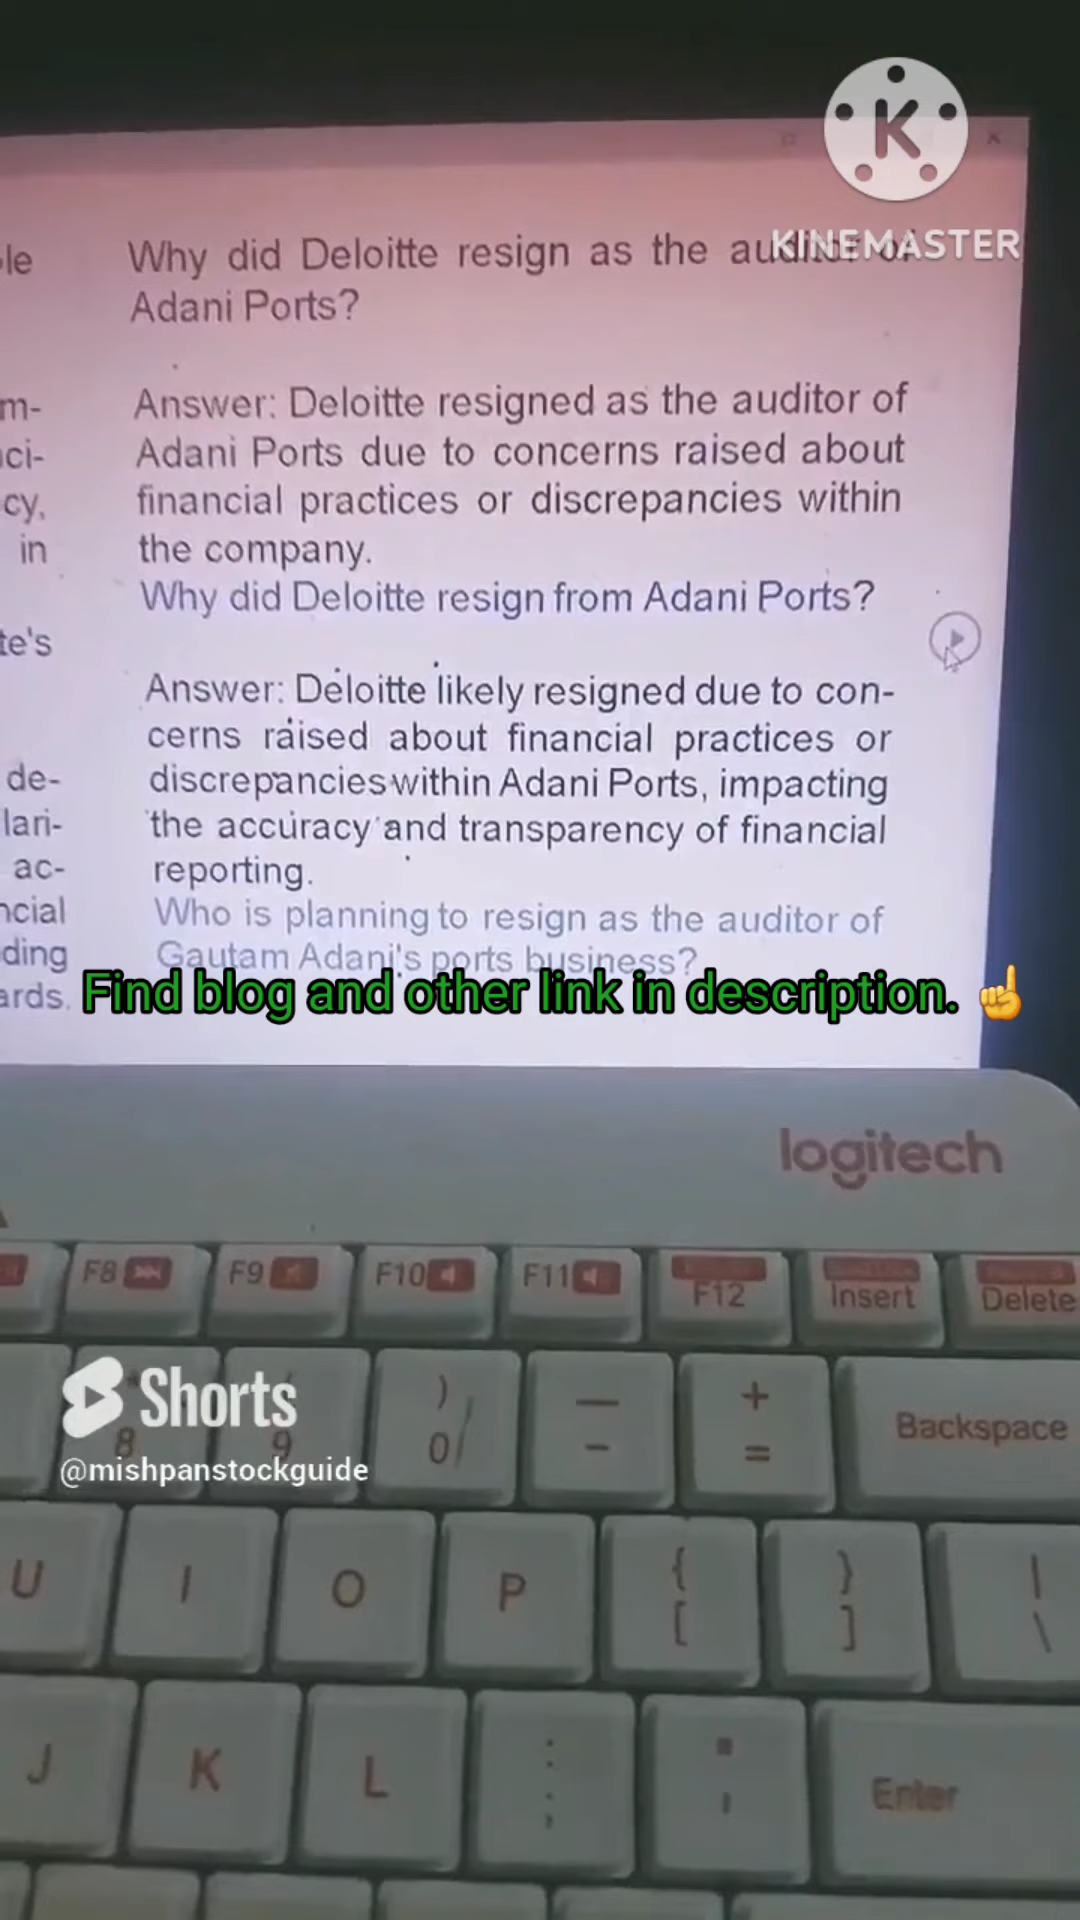 KINEMASTER
le
Why did Deloitte resign as the auditor of
Adani Ports?
m-
Answer: Deloitte resigned as the auditor of
ci-
Adani Ports due to concerns raised about
cy,
financial practices or discrepancies within
in
the company.
Why did Deloitte resign from Adani Ports?
te's
Answer: Deloitte likely resigned due to con-
cerns raised about financial practices or
de-
discrepancies within Adani Ports, impacting
lari-
the accuracy and transparency of financial
ac-
reporting.
ncial
Who is planning to resign as the auditor of
ding
Gautam Adani's ports business?
ards.
Find blog and other link in description. ☝
logitech
F8
F9
F10
F11
F12
Insert
Delete
Shorts
8
9
)
0
—
-
+
=
Backspace
@mishpanstockguide
U
I
O
P
{
[
}
]
|
\
J
K
L
:
;
"
'
Enter